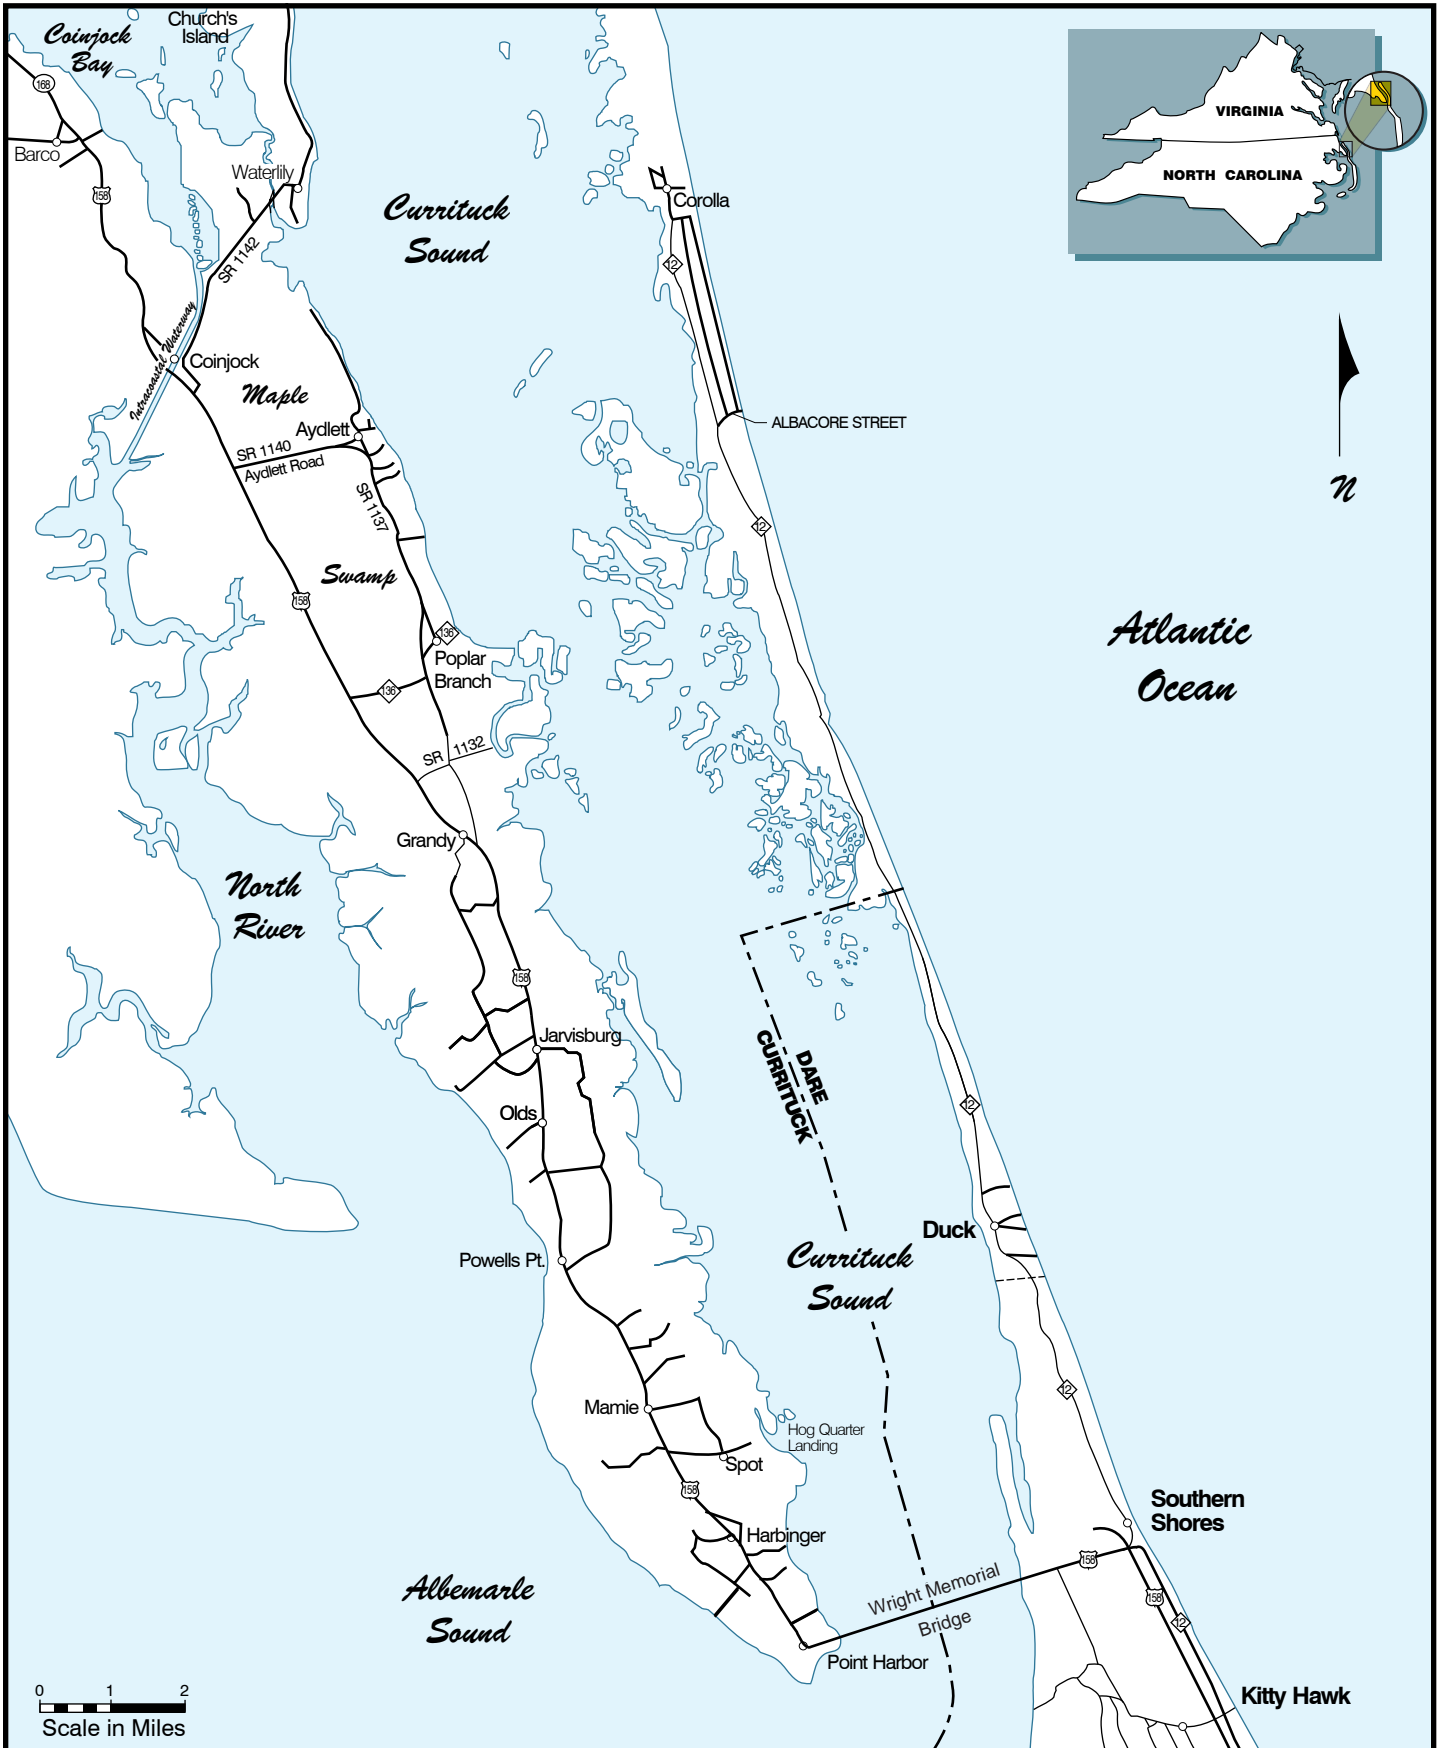 Church's
Island
Coinjock
Bay
168
Barco
158
Waterlily
SR 1142
Currituck
Sound
Corolla
12
VIRGINIA
NORTH CAROLINA
Intracoastal Waterway
Coinjock
Maple
Aydlett
SR 1140
Aydlett Road
SR 1137
ALBACORE STREET
N
12
Swamp
158
136
Poplar
Branch
136
Atlantic
Ocean
SR 1132
Grandy
North
River
158
Jarvisburg
DARE
CURRITUCK
12
Olds
Duck
Powells Pt.
Currituck
Sound
12
Mamie
Hog Quarter
Landing
Spot
158
Southern
Shores
Harbinger
158
Wright Memorial
Bridge
158
12
Albemarle
Sound
Point Harbor
Kitty Hawk
0 1 2
Scale in Miles